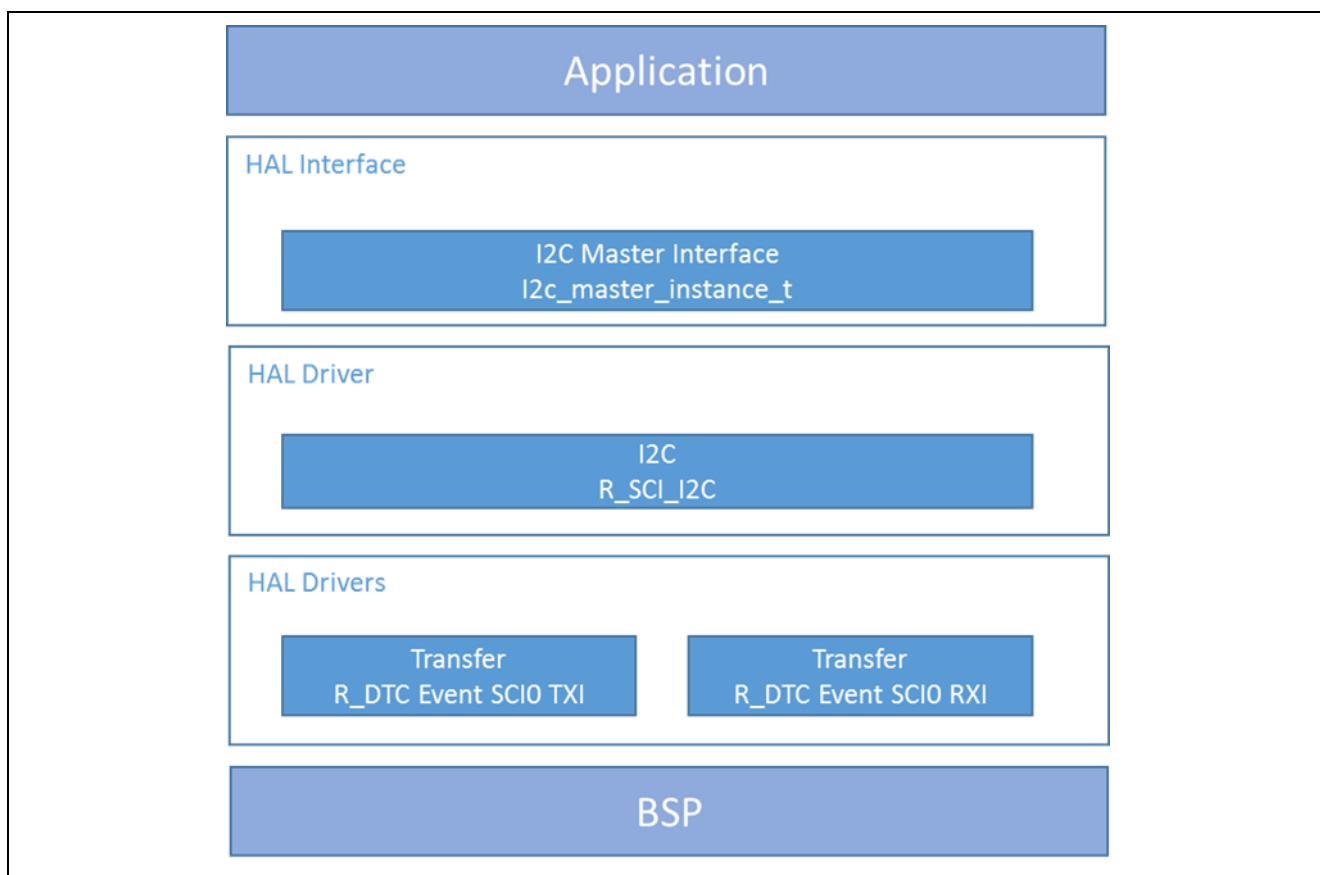 Application
HAL Interface
I2C Master Interface
I2c_master_instance_t
HAL Driver
I2C
R_SCI_I2C
HAL Drivers
Transfer
R_DTC Event SCI0 TXI
Transfer
R_DTC Event SCI0 RXI
BSP